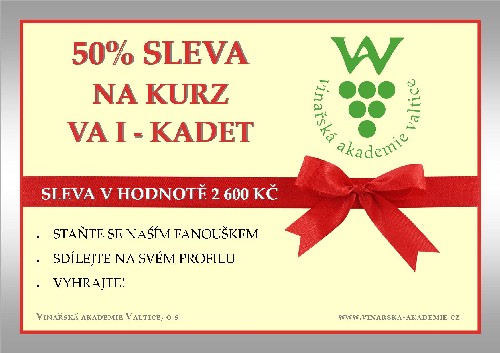 50% SLEVA
NA KURZ
VA I - KADET
vinařská akademie valtice
SLEVA V HODNOTĚ 2 600 KČ
• STAŇTE SE NAŠÍM FANOUŠKEM
• SDÍLEJTE NA SVÉM PROFILU
• VYHRAJTE!
VINAŘSKÁ AKADEMIE VALTICE, O.S.
WWW.VINARSKA-AKADEMIE.CZ